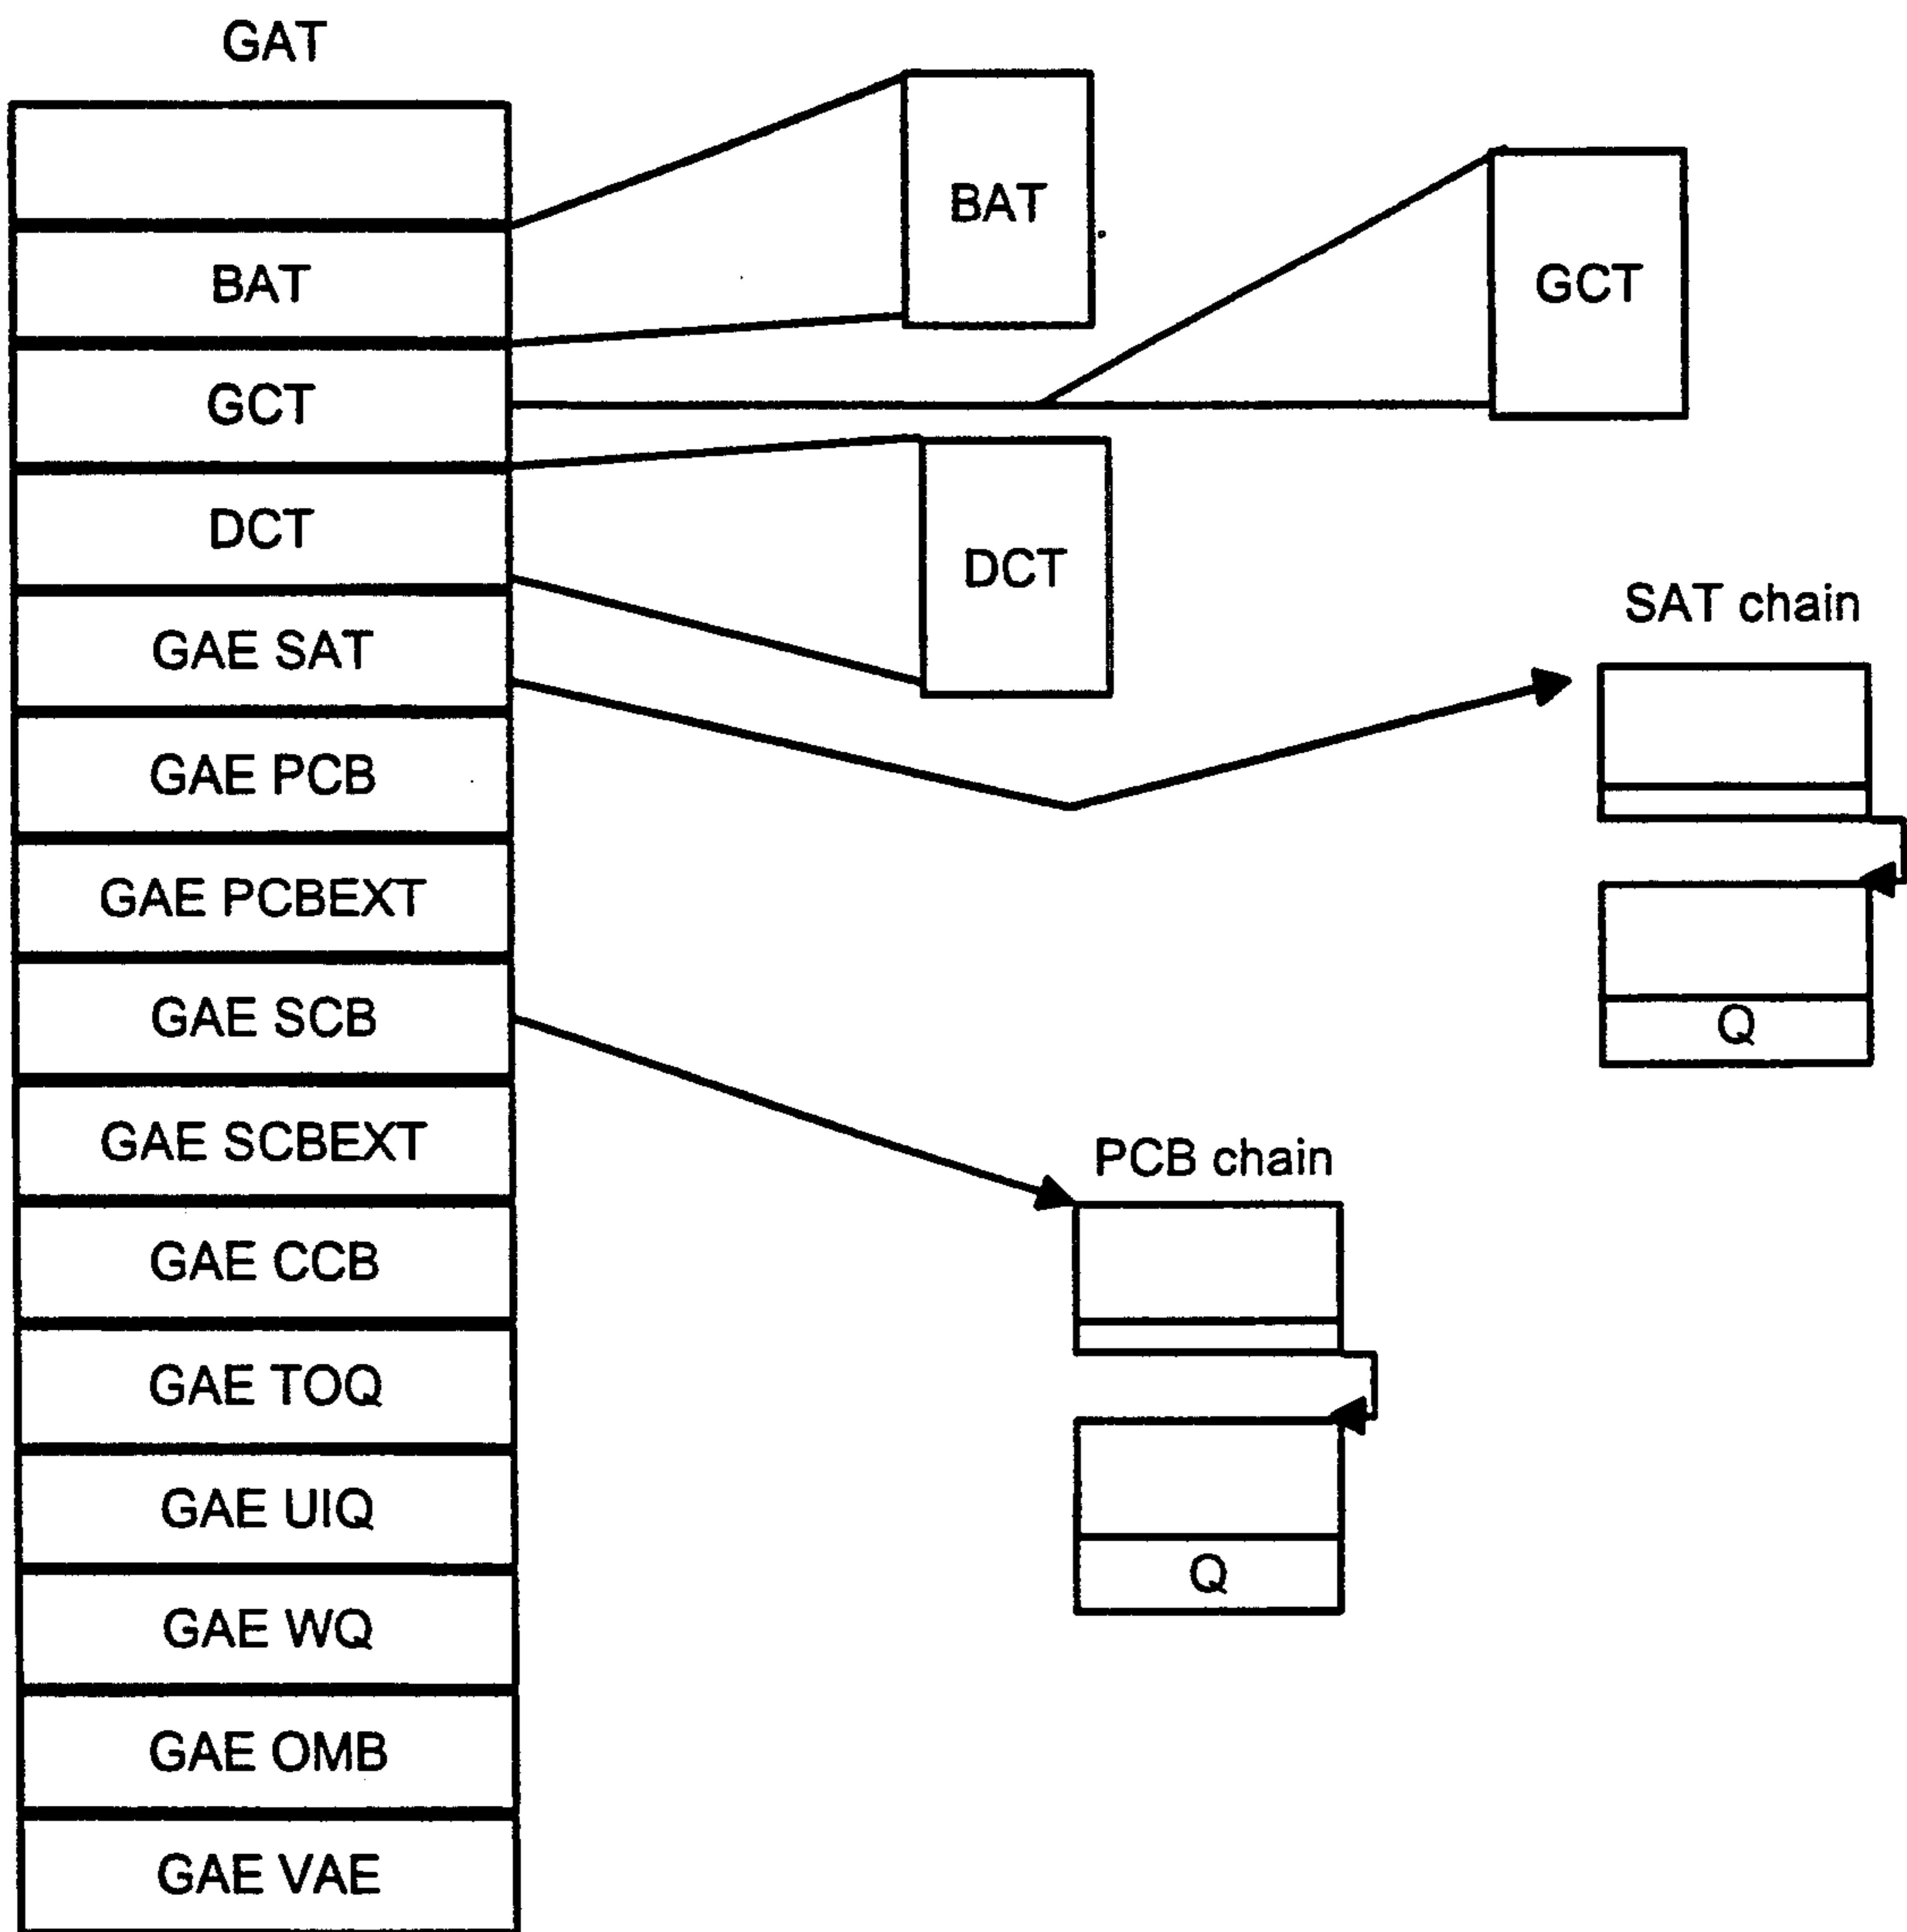 GAT
BAT
GCT
DCT
GAE SAT
GAE PCB
GAE PCBEXT
GAE SCB
GAE SCBEXT
GAE CCB
GAE TOQ
GAE UIQ
GAE WQ
GAE OMB
GAE VAE
BAT
GCT
DCT
SAT chain
Q
PCB chain
Q